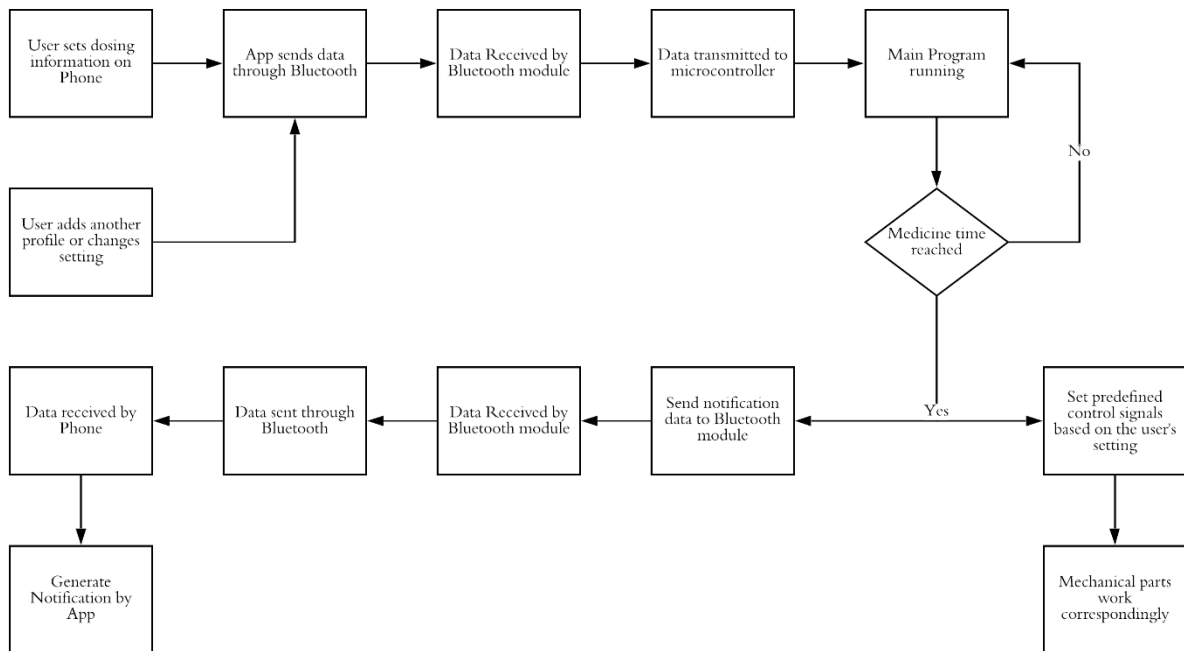 User sets dosing
information on
Phone
App sends data
through Bluetooth
Data Received by
Bluetooth module
Data transmitted to
microcontroller
Main Program
running
No
User adds another
profile or changes
setting
Medicine time
reached
Yes
Data received by
Phone
Data sent through
Bluetooth
Data Received by
Bluetooth module
Send notification
data to Bluetooth
module
Set predefined
control signals
based on the user's
setting
Generate
Notification by
App
Mechanical parts
work
correspondingly